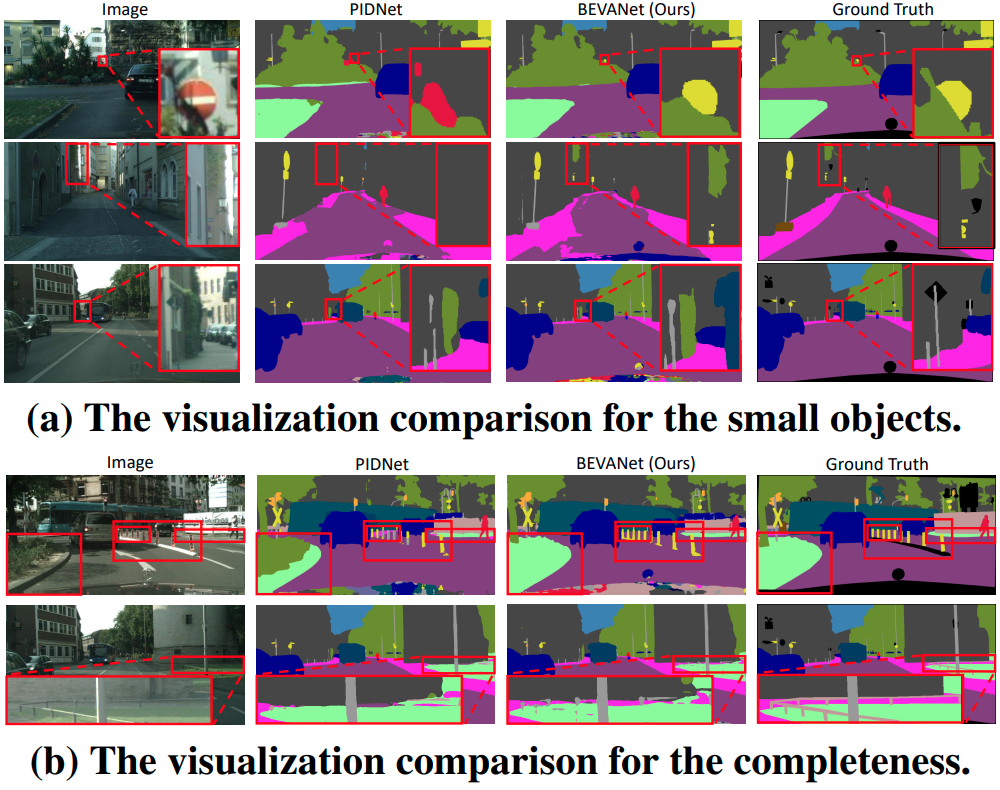 Image PIDNet BEVANet (Ours) Ground Truth
(a) The visualization comparison for the small objects.
Image PIDNet BEVANet (Ours) Ground Truth
(b) The visualization comparison for the completeness.